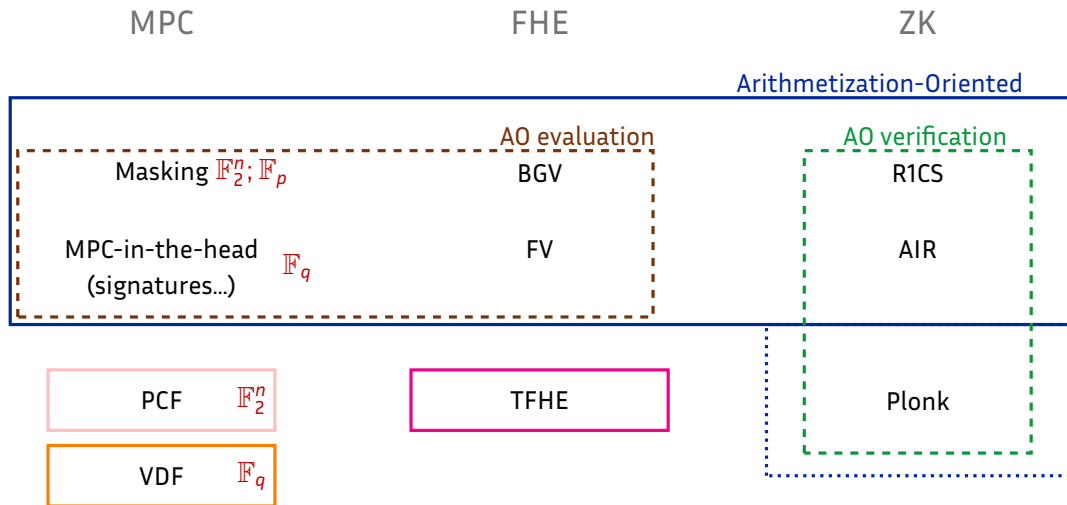 MPC FHE ZK
Arithmetization-Oriented
AO evaluation AO verification
Masking 𝔽₂ⁿ; 𝔽ₚ BGV R1CS
MPC-in-the-head
(signatures…) 𝔽_q FV AIR
PCF 𝔽₂ⁿ TFHE Plonk
VDF 𝔽_q